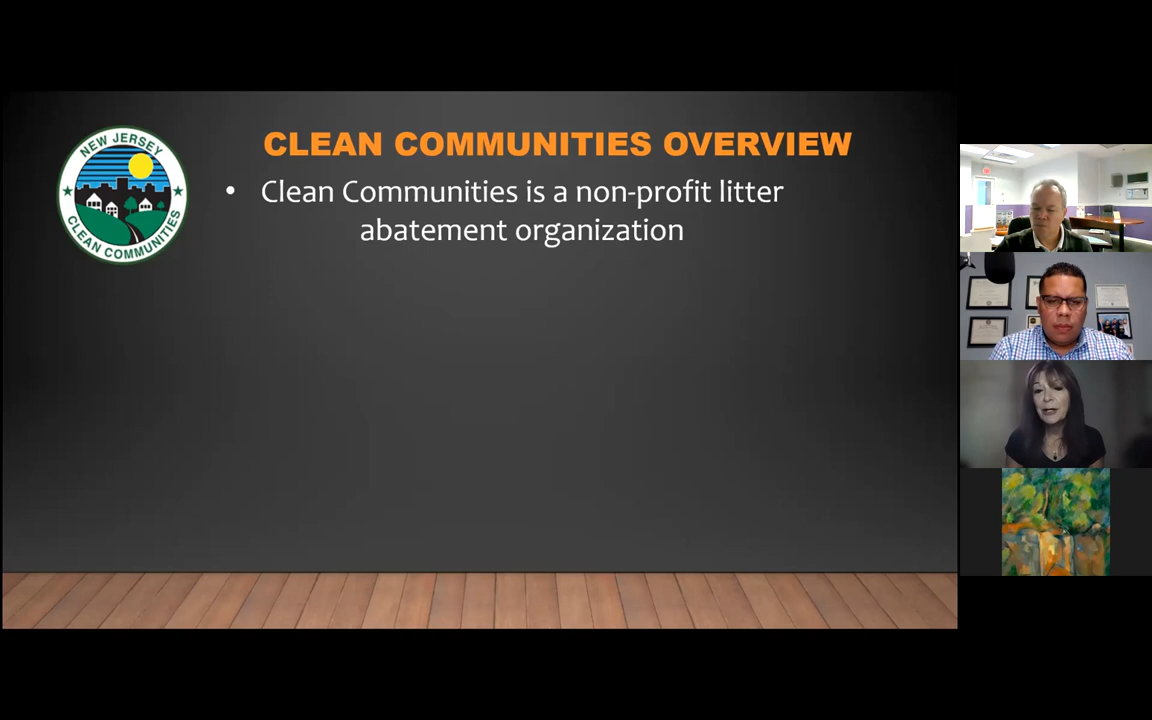 NEW JERSEY
CLEAN COMMUNITIES
CLEAN COMMUNITIES OVERVIEW
• Clean Communities is a non-profit litter
abatement organization